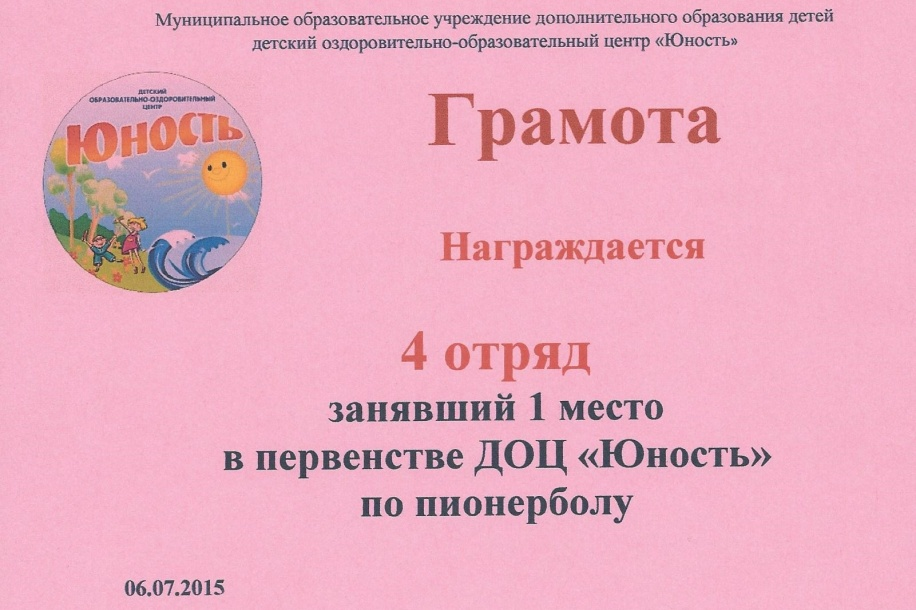 Муниципальное образовательное учреждение дополнительного образования детей
детский оздоровительно-образовательный центр «Юность»
ДЕТСКИЙ
ОБРАЗОВАТЕЛЬНО-ОЗДОРОВИТЕЛЬНЫЙ
ЦЕНТР
ЮНОСТЬ
Грамота
Награждается
4 отряд
занявший 1 место
в первенстве ДОЦ «Юность»
по пионерболу
06.07.2015